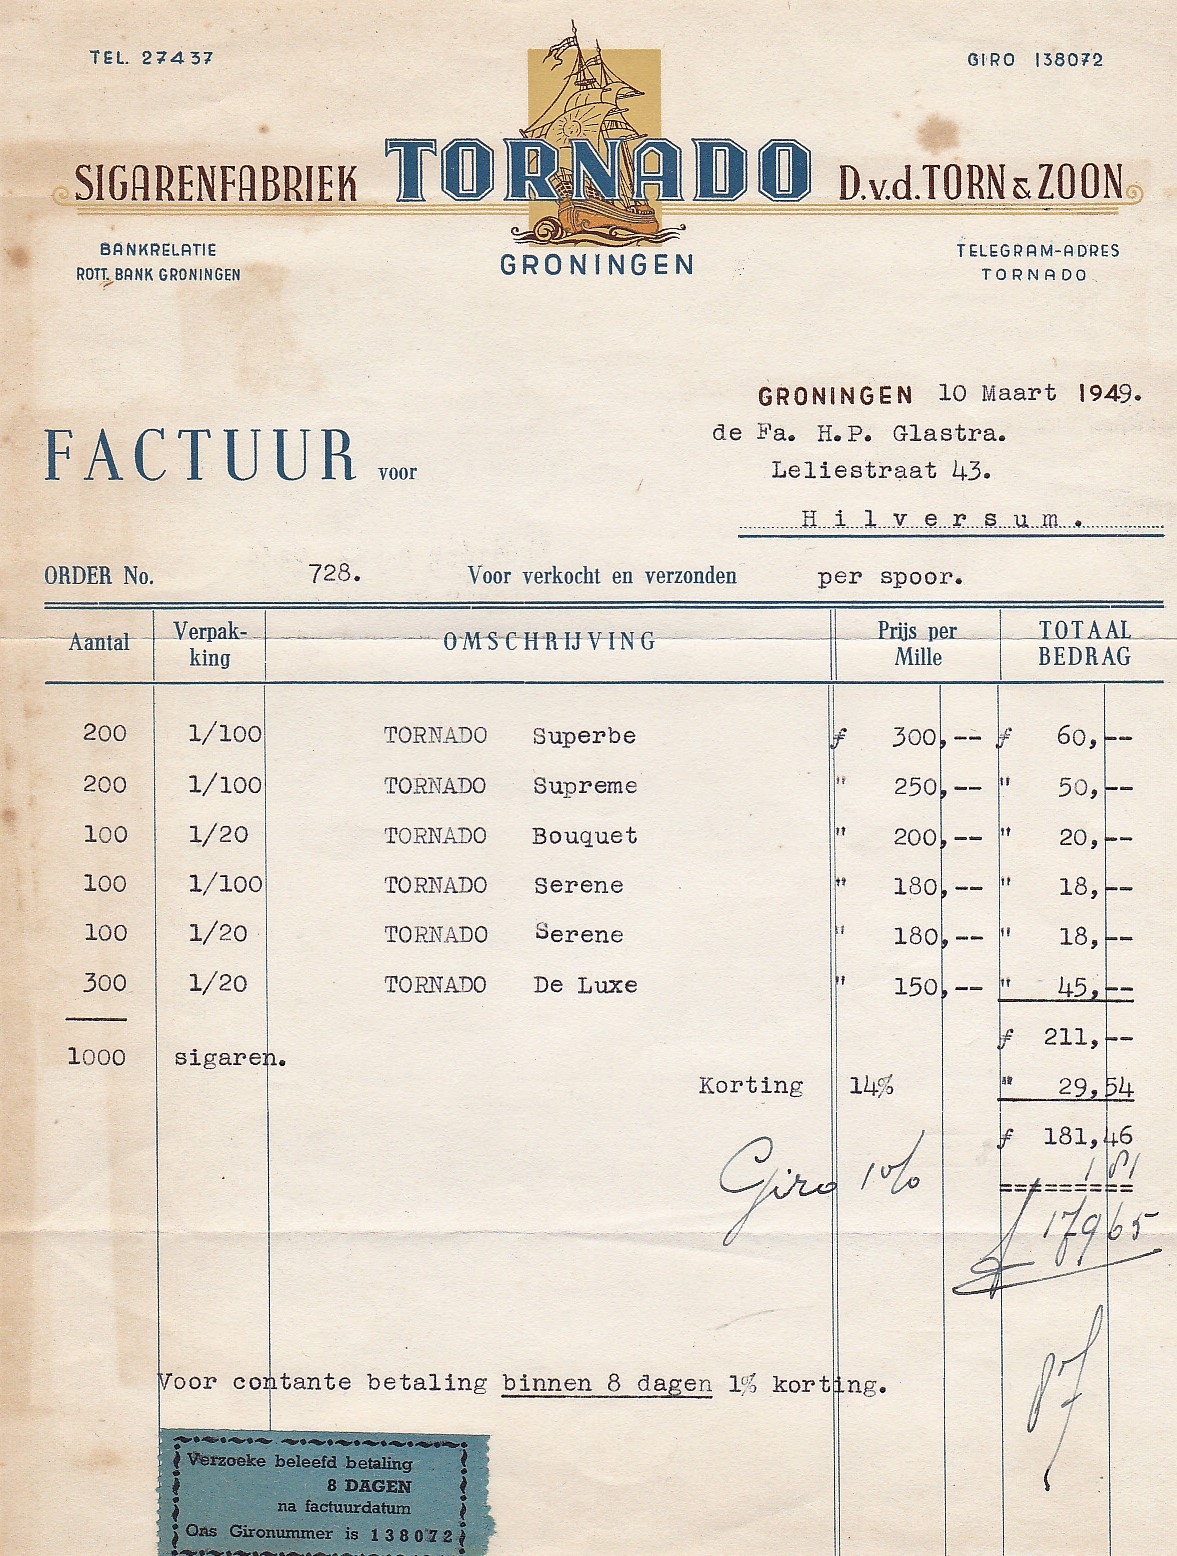 TEL. 27437
GIRO 138072
SIGARENFABRIEK TORNADO D.v.d. TORN & ZOON
BANKRELATIE
ROTT. BANK GRONINGEN
GRONINGEN
TELEGRAM-ADRES
TORNADO
GRONINGEN 10 Maart 1949.
FACTUUR voor
de Fa. H.P. Glastra.
Leliestraat 43.
Hilversum.
ORDER No. 728. Voor verkocht en verzonden per spoor.
Aantal Verpak-king OMSCHRIJVING Prijs per Mille TOTAAL BEDRAG
200 1/100 TORNADO Superbe ƒ 300,-- ƒ 60,--
200 1/100 TORNADO Supreme " 250,-- " 50,--
100 1/20 TORNADO Bouquet " 200,-- " 20,--
100 1/100 TORNADO Serene " 180,-- " 18,--
100 1/20 TORNADO Serene " 180,-- " 18,--
300 1/20 TORNADO De Luxe " 150,-- " 45,--
ƒ 211,--
1000 sigaren.
Korting 14% " 29,54
ƒ 181,46
Giro 1% 1 81
ƒ 179 65
Voor contante betaling binnen 8 dagen 1% korting.
Verzoeke beleefd betaling
8 DAGEN
na factuurdatum
Ons Gironummer is 138072